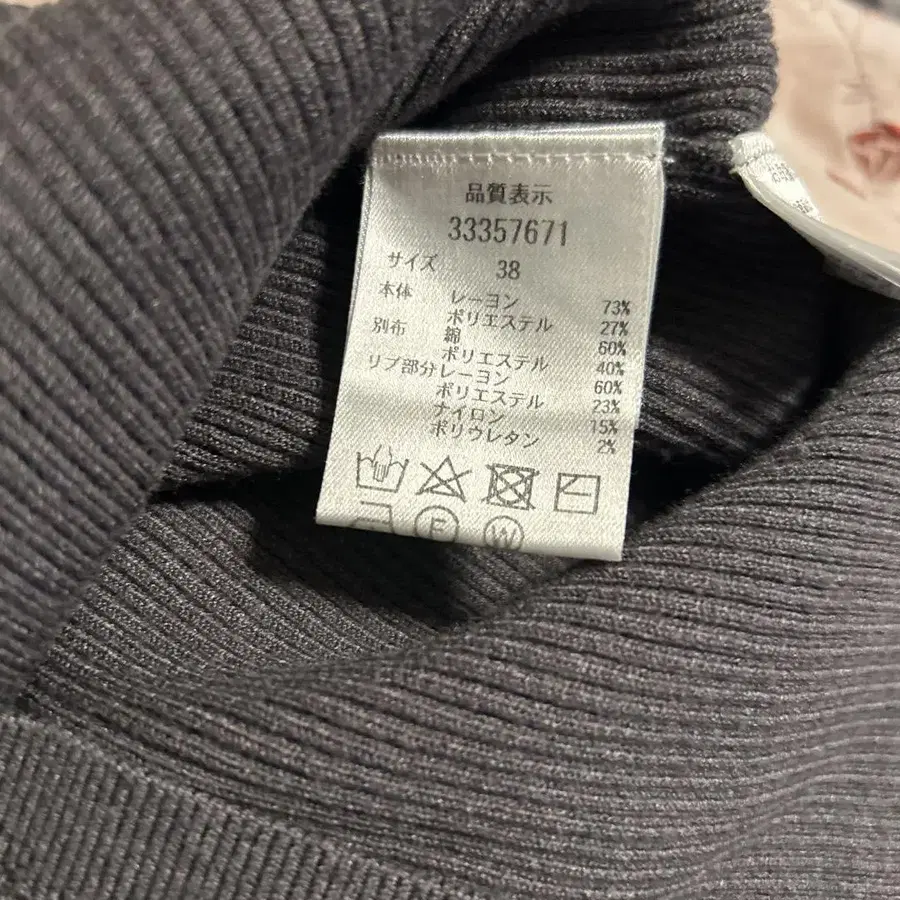 品質表示
33357671
サイズ 38
本体 レーヨン 73%
ポリエステル 27%
別布 綿 60%
ポリエステル 40%
リブ部分 レーヨン 60%
ポリエステル 23%
ナイロン 15%
ポリウレタン 2%
F W